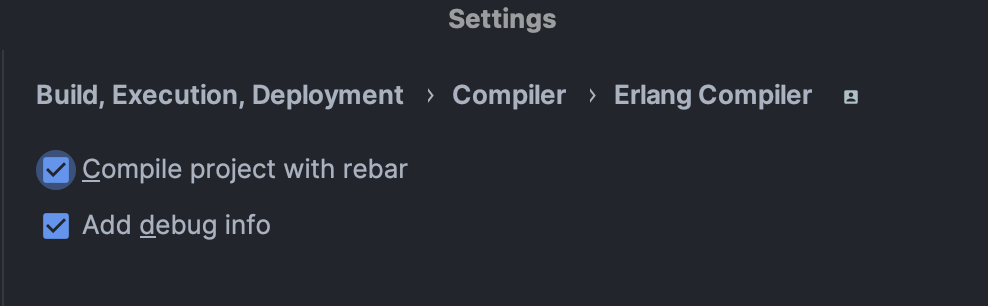 Settings
Build, Execution, Deployment › Compiler › Erlang Compiler
Compile project with rebar
Add debug info